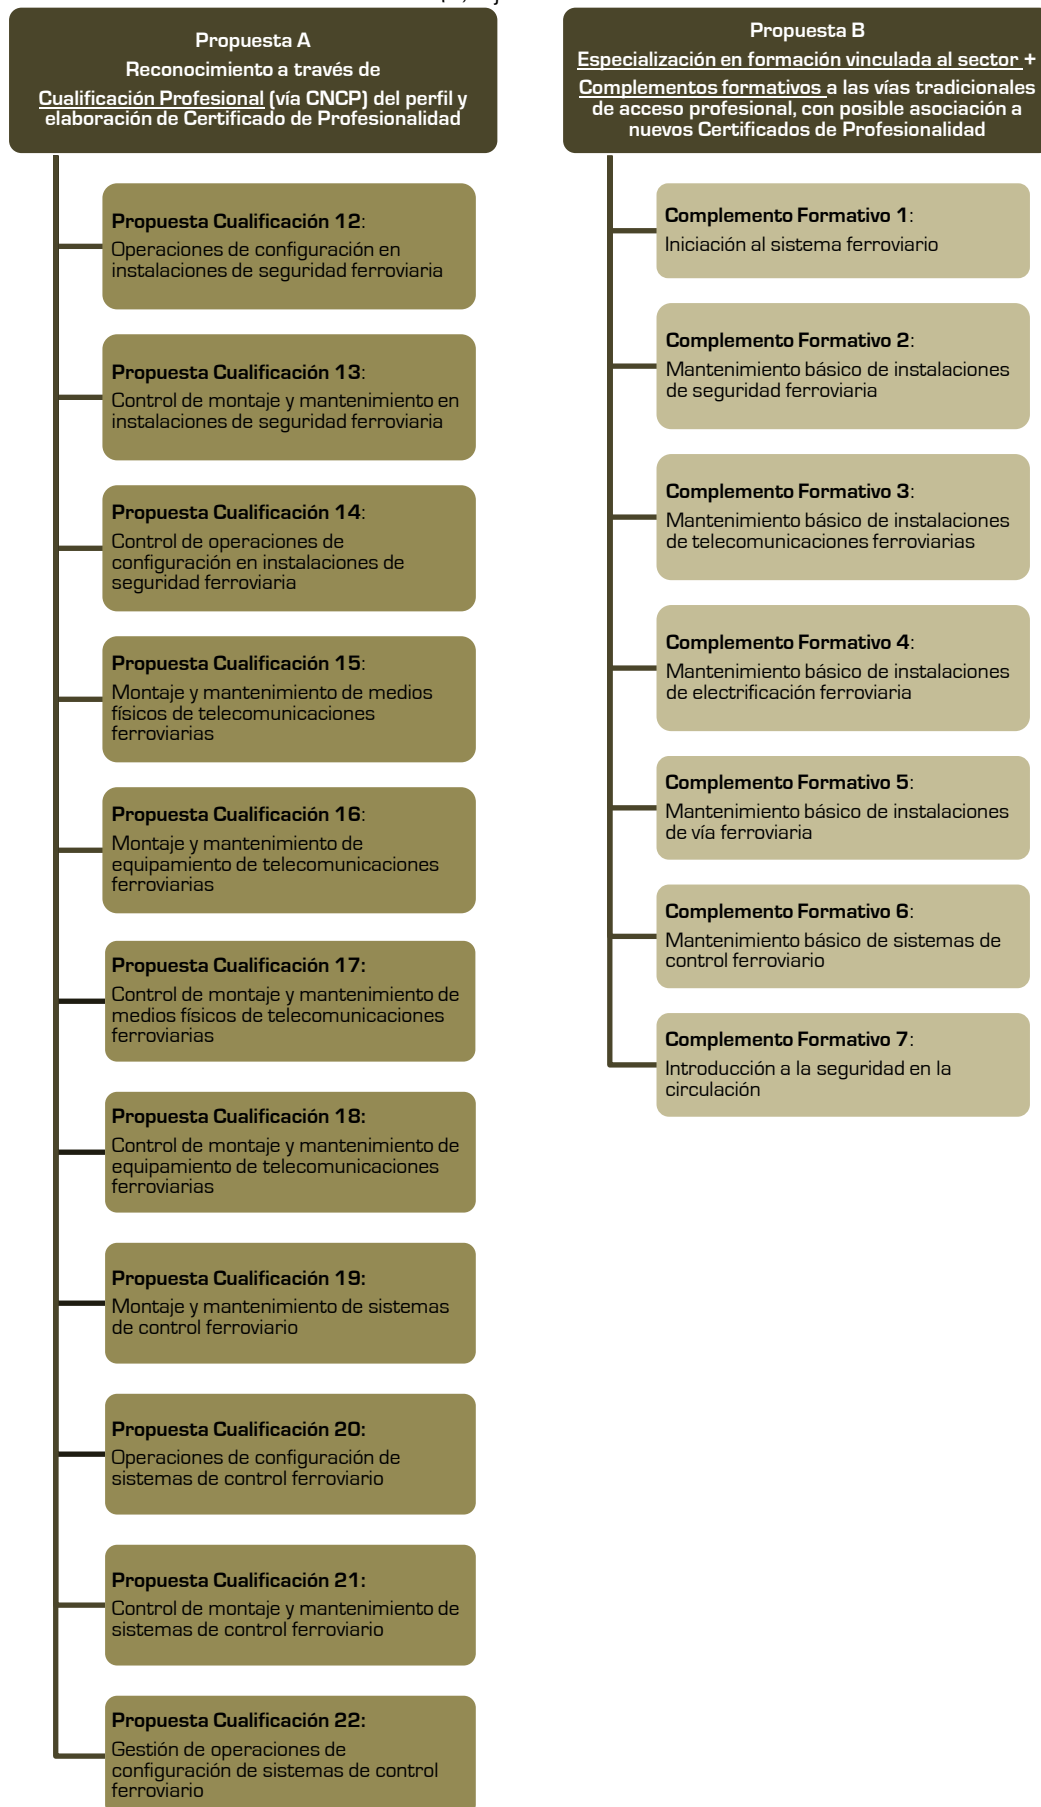 Propuesta A
Reconocimiento a través de
Cualificación Profesional (vía CNCP) del perfil y
elaboración de Certificado de Profesionalidad
Propuesta Cualificación 12:
Operaciones de configuración en
instalaciones de seguridad ferroviaria
Propuesta Cualificación 13:
Control de montaje y mantenimiento en
instalaciones de seguridad ferroviaria
Propuesta Cualificación 14:
Control de operaciones de
configuración en instalaciones de
seguridad ferroviaria
Propuesta Cualificación 15:
Montaje y mantenimiento de medios
físicos de telecomunicaciones
ferroviarias
Propuesta Cualificación 16:
Montaje y mantenimiento de
equipamiento de telecomunicaciones
ferroviarias
Propuesta Cualificación 17:
Control de montaje y mantenimiento de
medios físicos de telecomunicaciones
ferroviarias
Propuesta Cualificación 18:
Control de montaje y mantenimiento de
equipamiento de telecomunicaciones
ferroviarias
Propuesta Cualificación 19:
Montaje y mantenimiento de sistemas
de control ferroviario
Propuesta Cualificación 20:
Operaciones de configuración de
sistemas de control ferroviario
Propuesta Cualificación 21:
Control de montaje y mantenimiento de
sistemas de control ferroviario
Propuesta Cualificación 22:
Gestión de operaciones de
configuración de sistemas de control
ferroviario
Propuesta B
Especialización en formación vinculada al sector +
Complementos formativos a las vías tradicionales
de acceso profesional, con posible asociación a
nuevos Certificados de Profesionalidad
Complemento Formativo 1:
Iniciación al sistema ferroviario
Complemento Formativo 2:
Mantenimiento básico de instalaciones
de seguridad ferroviaria
Complemento Formativo 3:
Mantenimiento básico de instalaciones
de telecomunicaciones ferroviarias
Complemento Formativo 4:
Mantenimiento básico de instalaciones
de electrificación ferroviaria
Complemento Formativo 5:
Mantenimiento básico de instalaciones
de vía ferroviaria
Complemento Formativo 6:
Mantenimiento básico de sistemas de
control ferroviario
Complemento Formativo 7:
Introducción a la seguridad en la
circulación